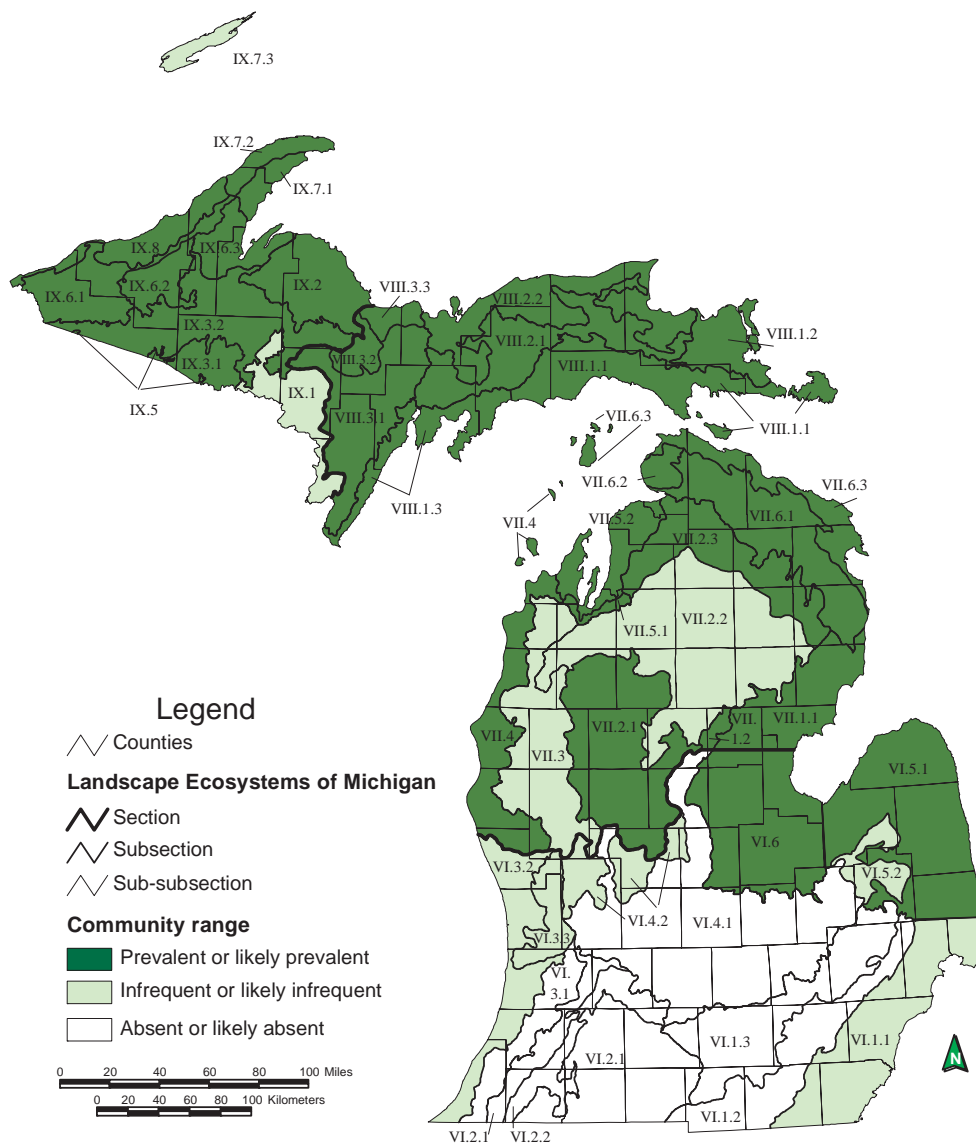 IX.7.3
IX.7.2
IX.7.1
IX.8
IX.6.3
IX.6.1
IX.6.2
IX.2
VIII.3.3
VIII.2.2
IX.3.2
VIII.2.1
VIII.1.2
IX.3.1
VIII.3.2
VIII.1.1
IX.5
IX.1
VIII.3.1
VII.6.3
VIII.1.1
VIII.1.3
VII.6.2
VII.6.3
VII.4
VII.5.2
VII.6.1
VII.2.3
VII.5.1
VII.2.2
VII.4
VII.2.1
VII.
1.2
VII.1.1
VII.3
VI.5.1
VI.6
VI.3.2
VI.5.2
VI.4.2
VI.4.1
VI.3.3
VI.
3.1
VI.2.1
VI.1.3
VI.1.1
VI.1.2
VI.2.1
VI.2.2
Legend
Counties
Landscape Ecosystems of Michigan
Section
Subsection
Sub-subsection
Community range
Prevalent or likely prevalent
Infrequent or likely infrequent
Absent or likely absent
0 20 40 60 80 100 Miles
0 20 40 60 80 100 Kilometers
N